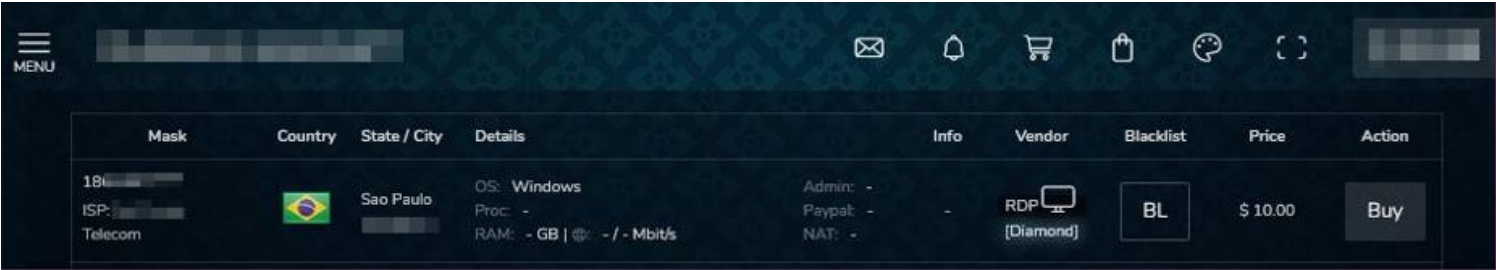 MENU
Mask Country State / City Details Info Vendor Blacklist Price Action
18
ISP:
Telecom
Sao Paulo
OS: Windows
Proc: -
RAM: - GB | : - / - Mbit/s
Admin: -
Paypal: -
NAT: -
-
RDP
[Diamond]
BL
$ 10.00
Buy